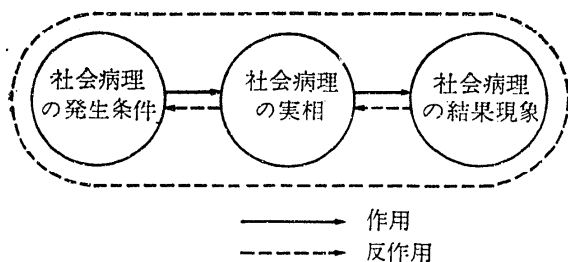 社会病理
の発生条件
社会病理
の実相
社会病理
の結果現象
作用
反作用